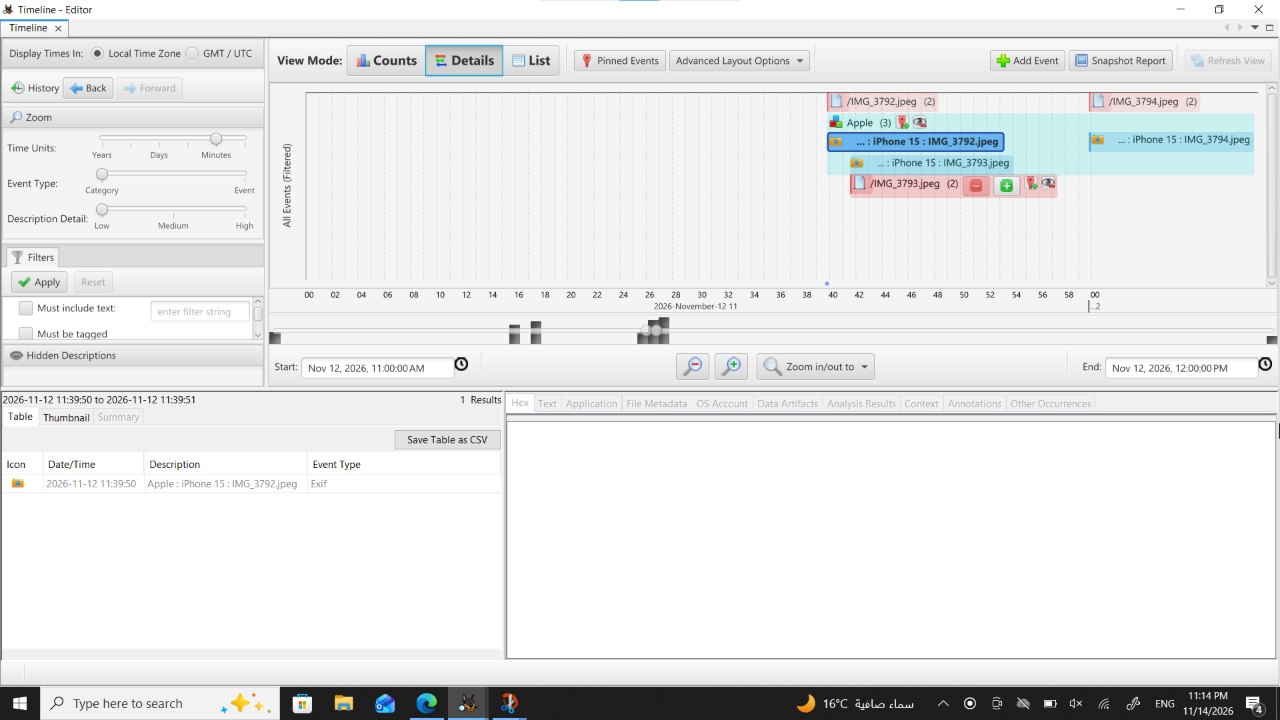 Timeline - Editor
Timeline
Display Times In: Local Time Zone GMT / UTC
View Mode: Counts Details List Pinned Events Advanced Layout Options Add Event Snapshot Report Refresh View
History Back Forward
Zoom
Time Units:
Years Days Minutes
Event Type:
Category Event
Description Detail:
Low Medium High
Filters
Apply Reset
Must include text: enter filter string
Must be tagged
Hidden Descriptions
All Events (Filtered)
/IMG_3792.jpeg (2) /IMG_3794.jpeg (2)
Apple (3)
... : iPhone 15 : IMG_3792.jpeg ... : iPhone 15 : IMG_3794.jpeg
... : iPhone 15 : IMG_3793.jpeg
/IMG_3793.jpeg (2)
00 02 04 06 08 10 12 14 16 18 20 22 24 26 28 30 32 34 36 38 40 42 44 46 48 50 52 54 56 58 00
2026-November-12 11 ...2
Start: Nov 12, 2026, 11:00:00 AM Zoom in/out to End: Nov 12, 2026, 12:00:00 PM
2026-11-12 11:39:50 to 2026-11-12 11:39:51 1 Results
Table Thumbnail Summary
Save Table as CSV
Icon Date/Time Description Event Type
2026-11-12 11:39:50 Apple : iPhone 15 : IMG_3792.jpeg Exif
Hex Text Application File Metadata OS Account Data Artifacts Analysis Results Context Annotations Other Occurrences
Type here to search
16°C سماء صافية
ENG
11:14 PM
11/14/2026
4